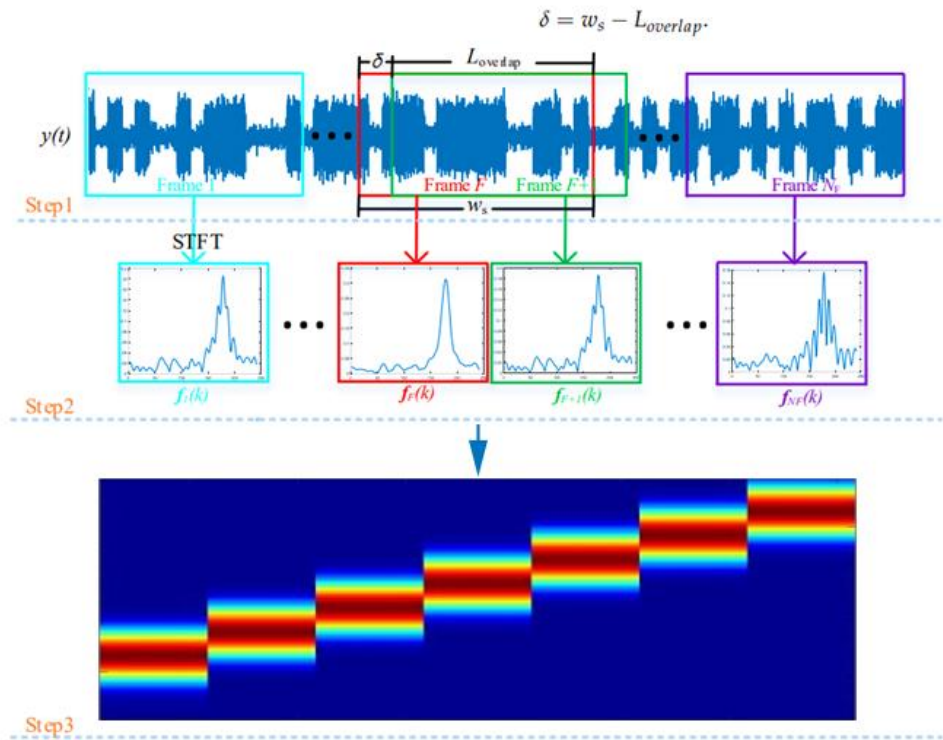 δ = w_s − L_overlap.
δ L_overlap
y(t)
Frame 1 Frame F Frame F+1 Frame N_F
Step1
w_s
STFT
f_1(k) f_F(k) f_F+1(k) f_NF(k)
Step2
Step3